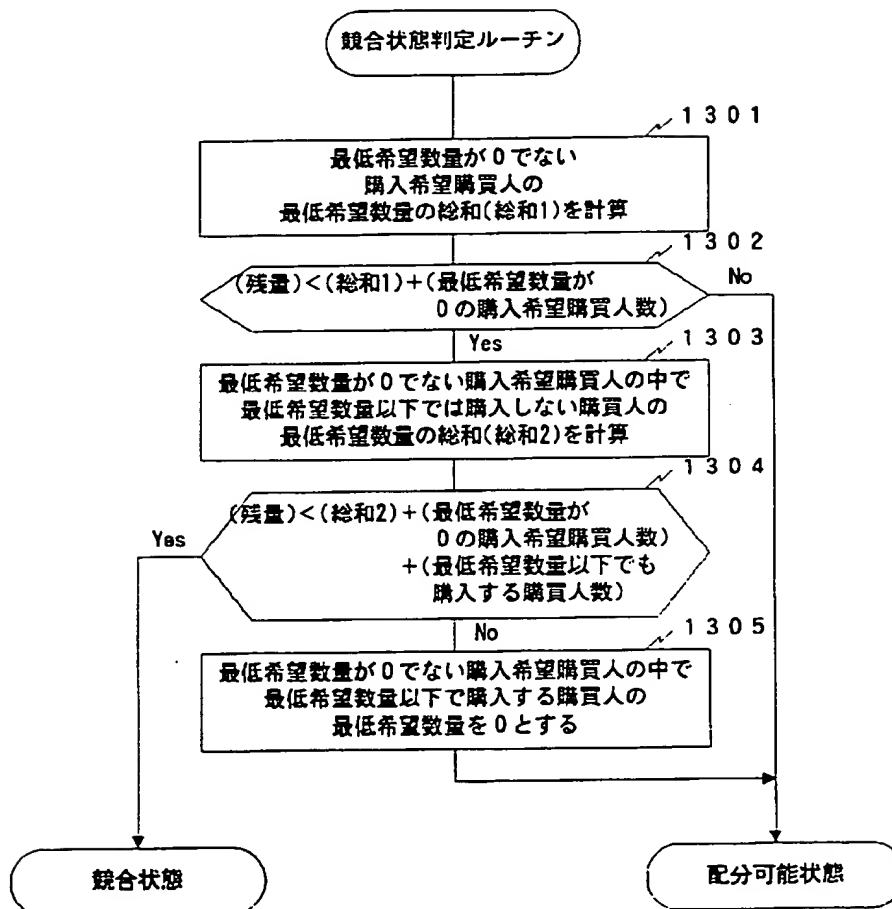 競合状態判定ルーチン
1301
最低希望数量が0でない
購入希望購買人の
最低希望数量の総和(総和1)を計算
1302
(残量)<(総和1)+(最低希望数量が
0の購入希望購買人数)
No
Yes
1303
最低希望数量が0でない購入希望購買人の中で
最低希望数量以下では購入しない購買人の
最低希望数量の総和(総和2)を計算
1304
(残量)<(総和2)+(最低希望数量が
0の購入希望購買人数)
+(最低希望数量以下でも
購入する購買人数)
Yes
No
1305
最低希望数量が0でない購入希望購買人の中で
最低希望数量以下で購入する購買人の
最低希望数量を0とする
競合状態
配分可能状態